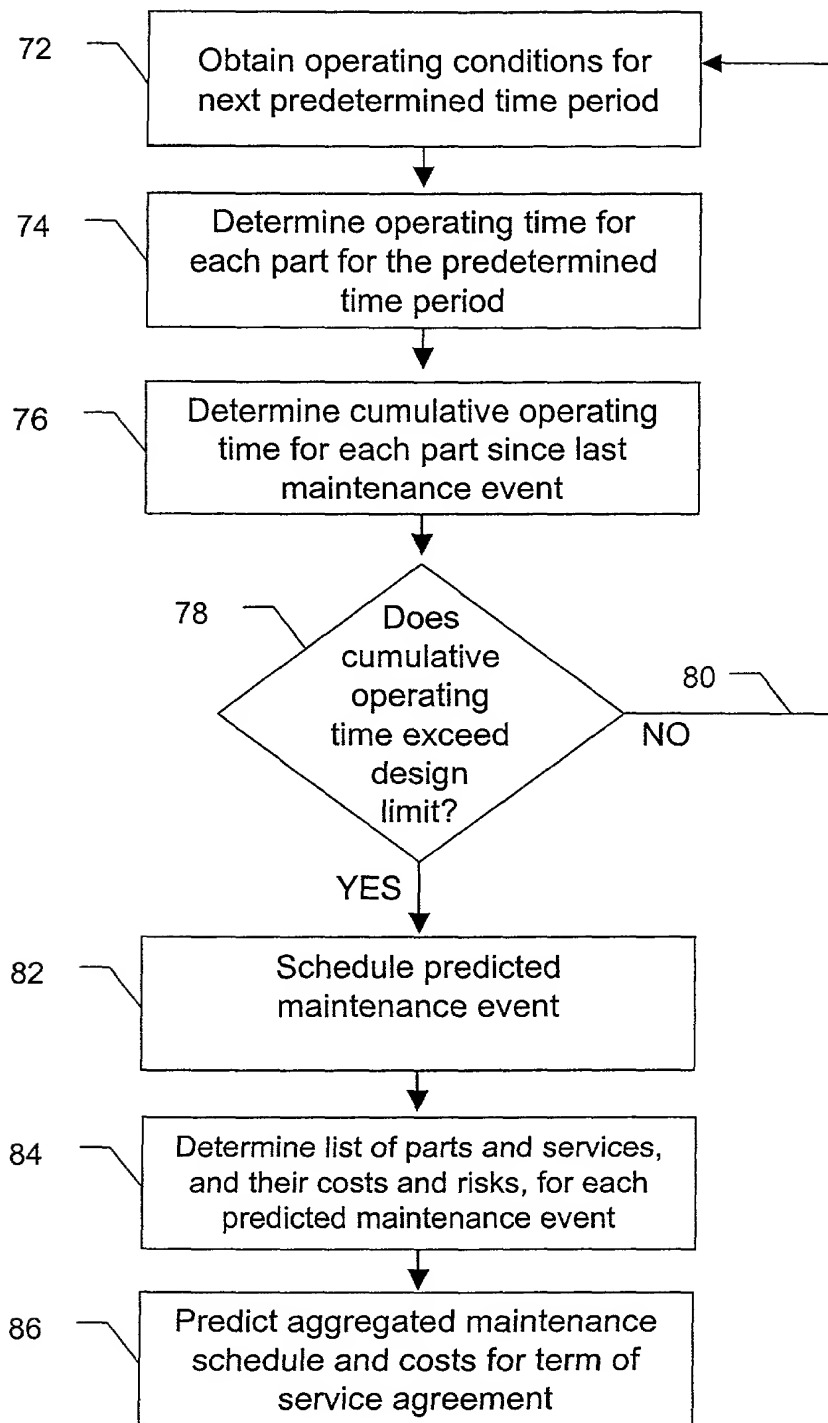 72
Obtain operating conditions for
next predetermined time period
74
Determine operating time for
each part for the predetermined
time period
76
Determine cumulative operating
time for each part since last
maintenance event
78
Does
cumulative
operating
time exceed
design
limit?
80
NO
YES
82
Schedule predicted
maintenance event
84
Determine list of parts and services,
and their costs and risks, for each
predicted maintenance event
86
Predict aggregated maintenance
schedule and costs for term of
service agreement